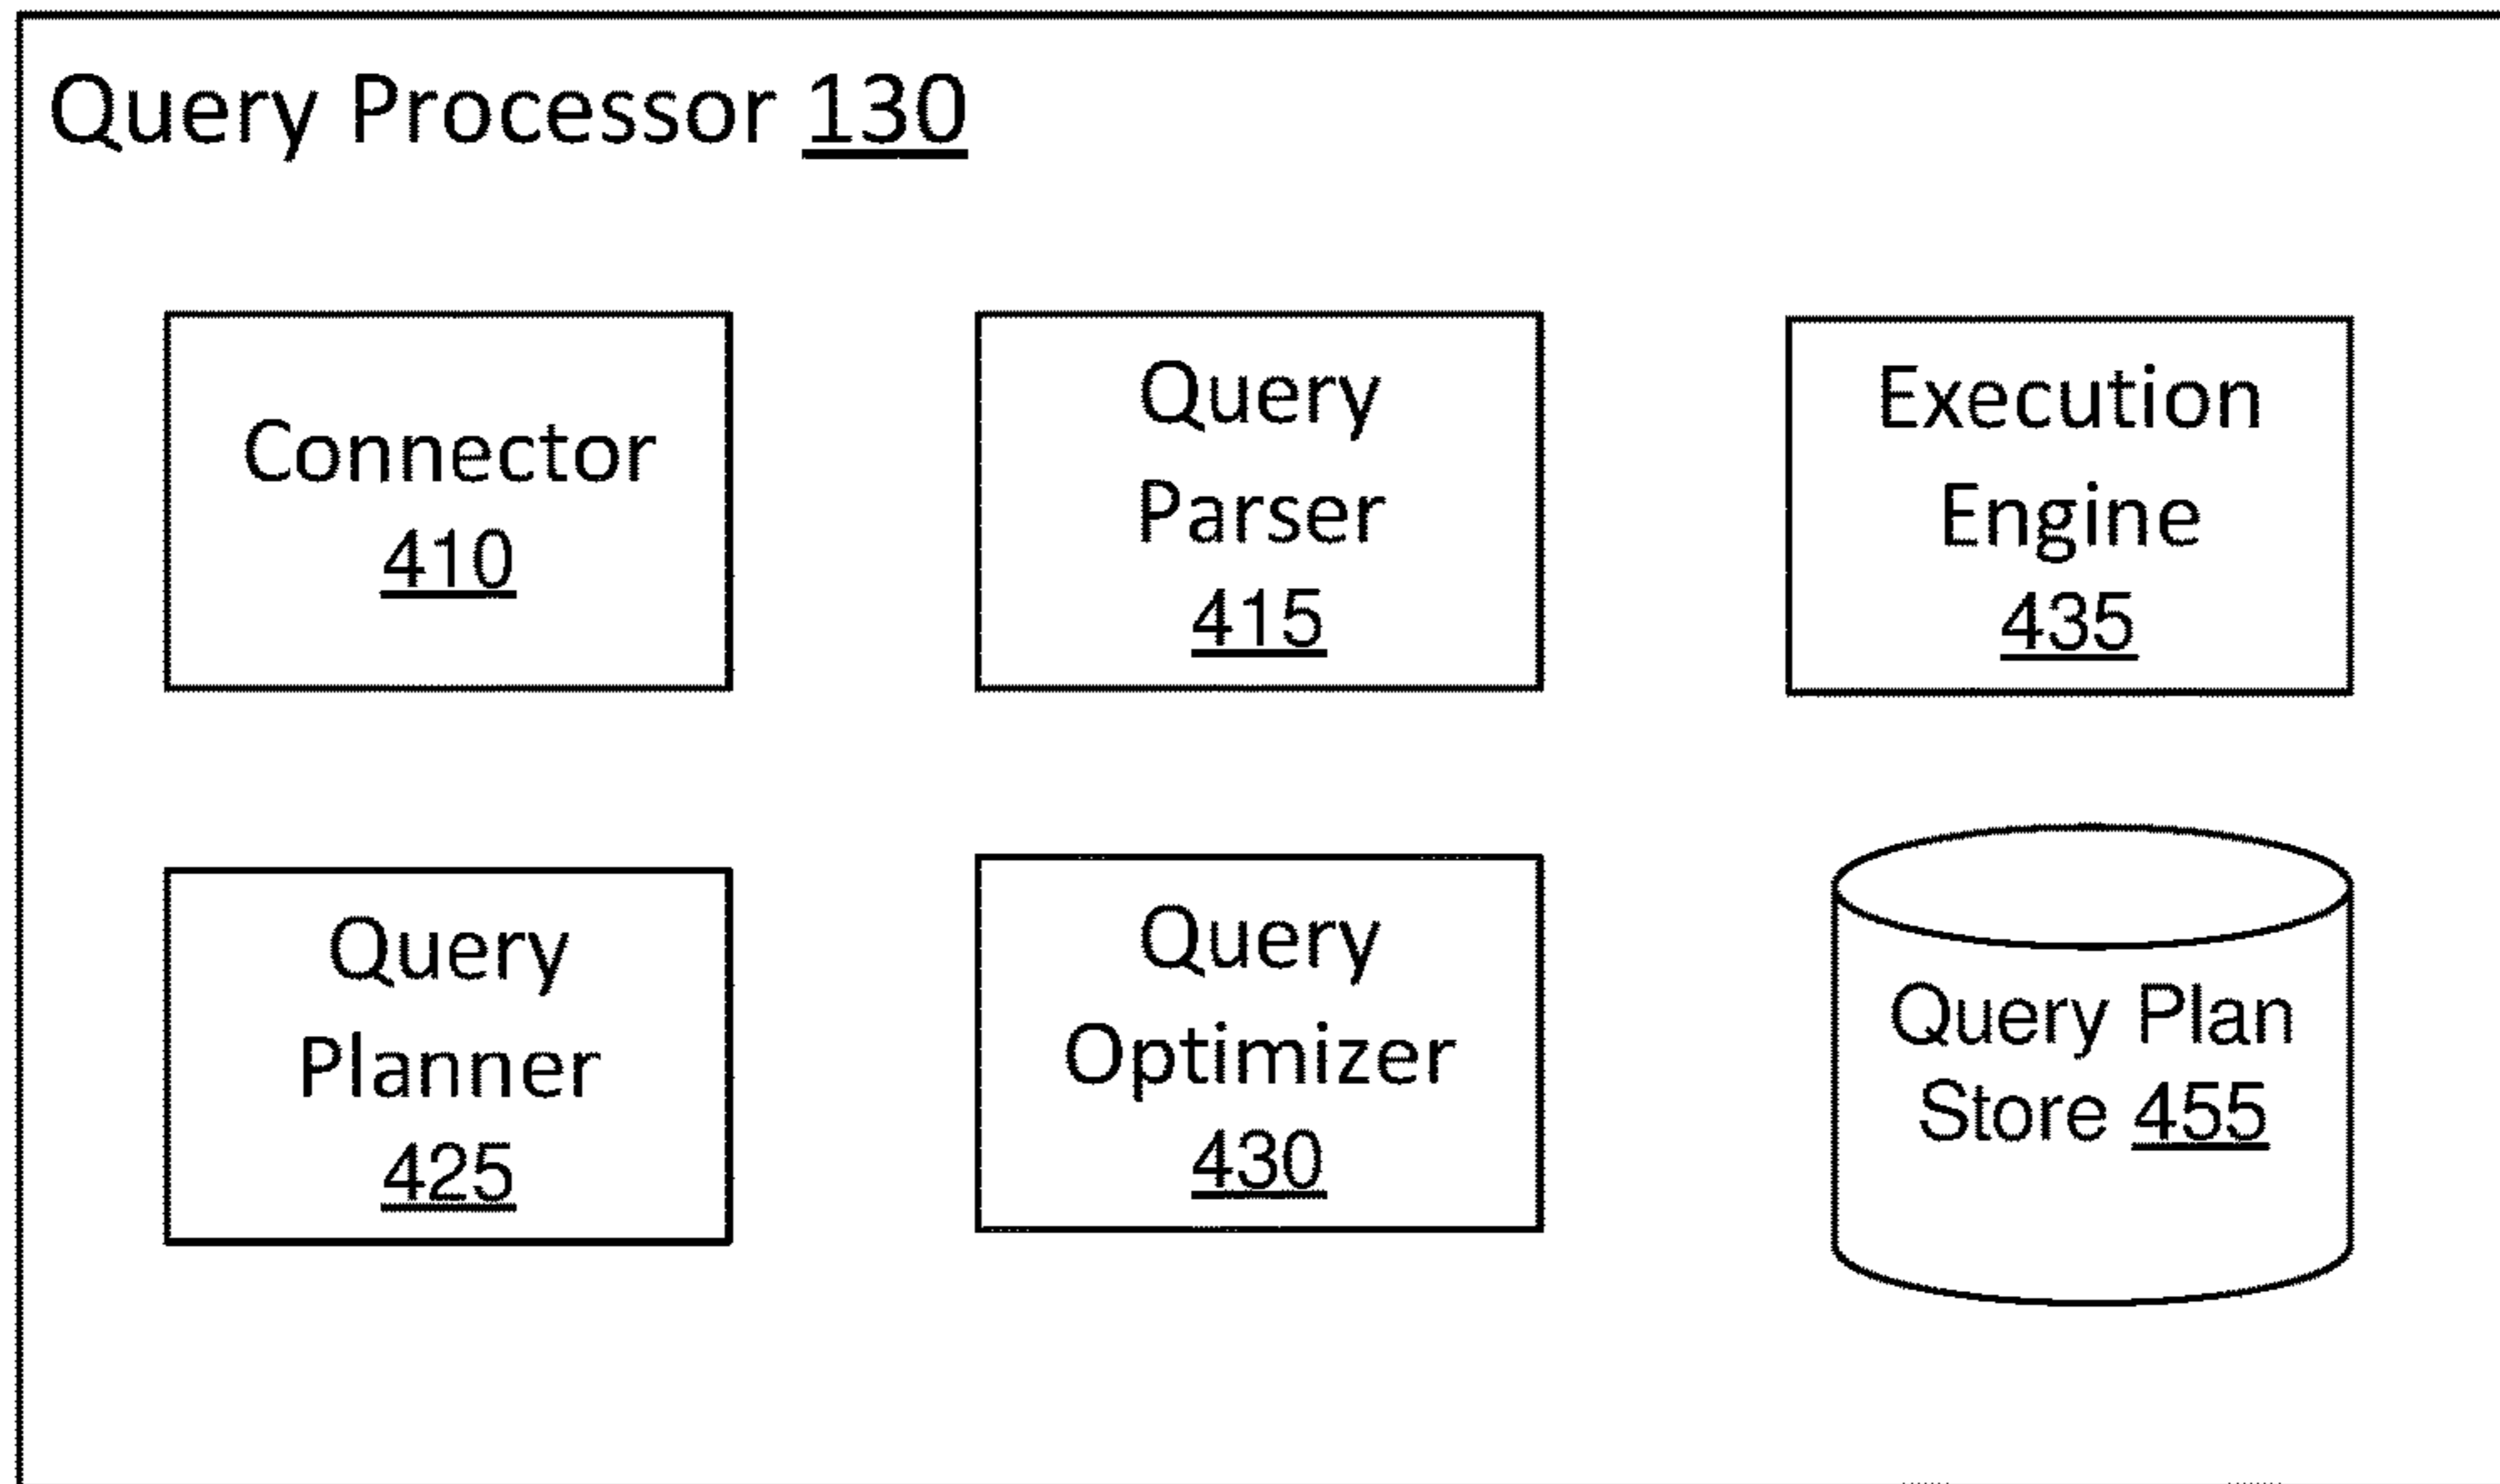 Query Processor 130
Connector
410
Query
Parser
415
Execution
Engine
435
Query
Planner
425
Query
Optimizer
430
Query Plan
Store 455